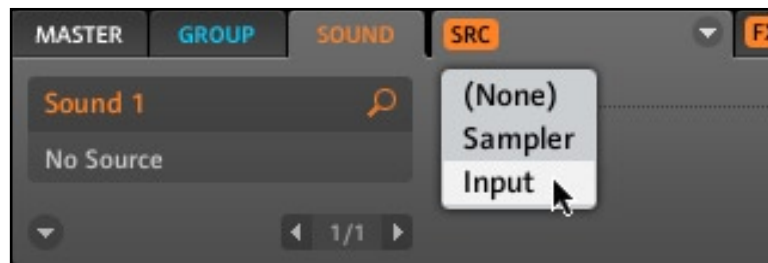 MASTER GROUP SOUND SRC F
Sound 1
No Source
1/1
(None)
Sampler
Input